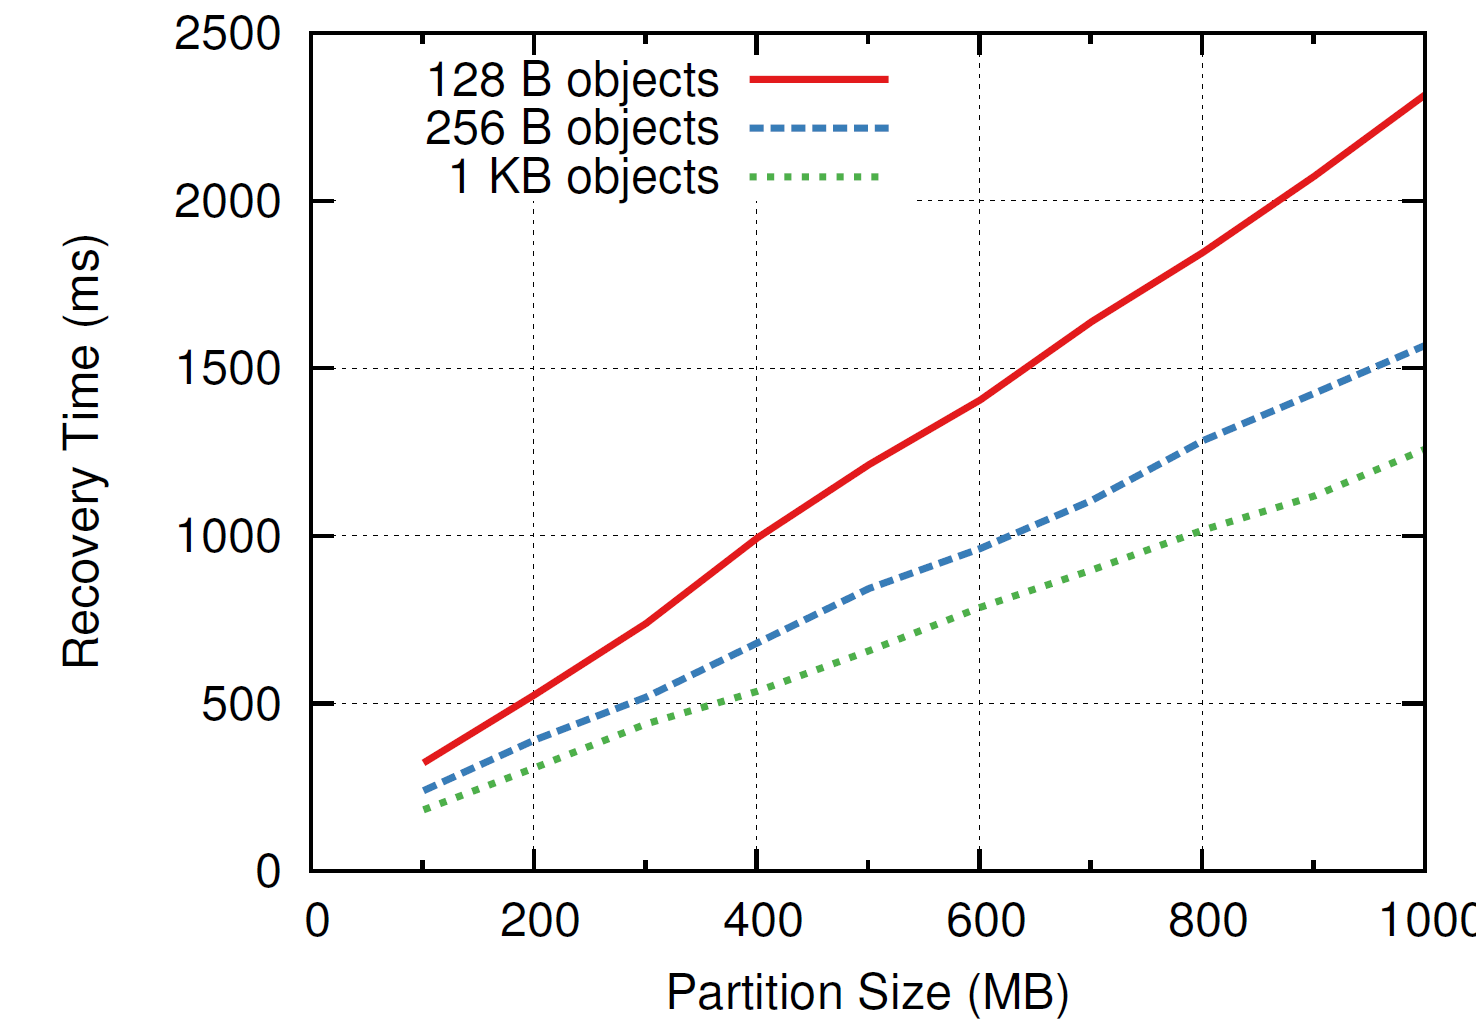 2500
2000
1500
1000
500
0
128 B objects
256 B objects
1 KB objects
Recovery Time (ms)
0 200 400 600 800 1000
Partition Size (MB)